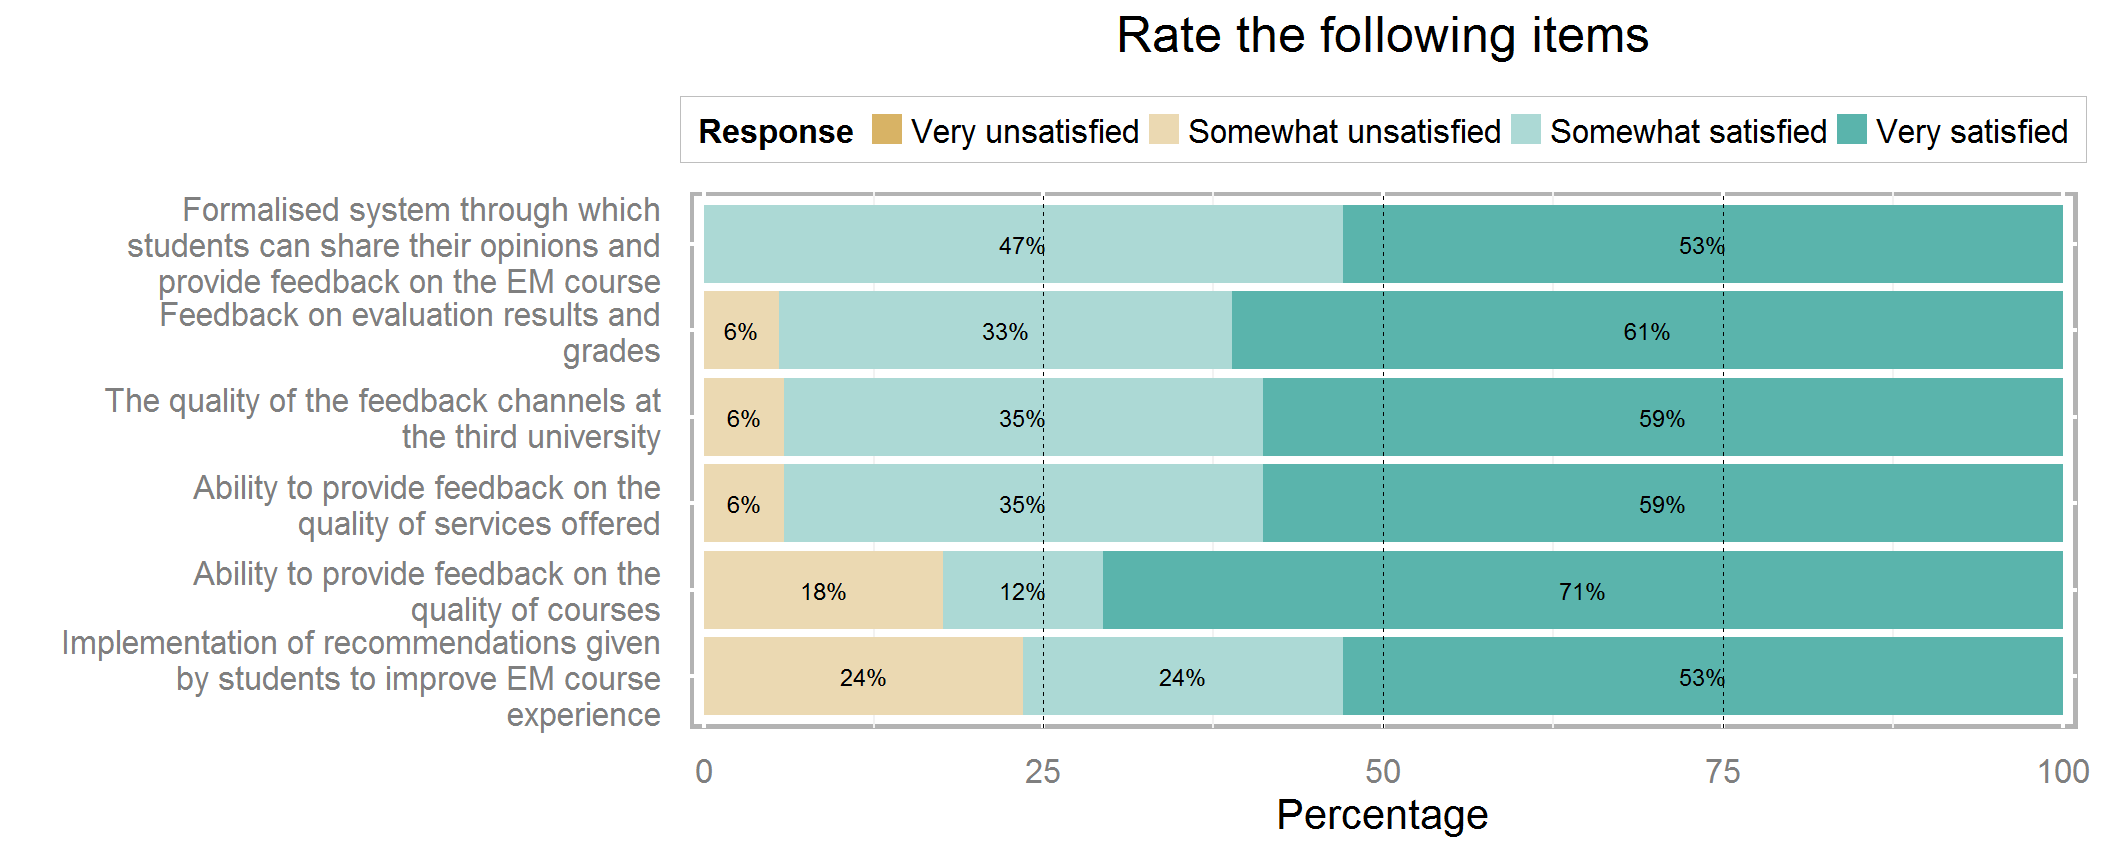 Rate the following items
Response Very unsatisfied Somewhat unsatisfied Somewhat satisfied Very satisfied
Formalised system through which
students can share their opinions and
provide feedback on the EM course
47% 53%
Feedback on evaluation results and
grades
6% 33% 61%
The quality of the feedback channels at
the third university
6% 35% 59%
Ability to provide feedback on the
quality of services offered
6% 35% 59%
Ability to provide feedback on the
quality of courses
18% 12% 71%
Implementation of recommendations given
by students to improve EM course
experience
24% 24% 53%
0 25 50 75 100
Percentage